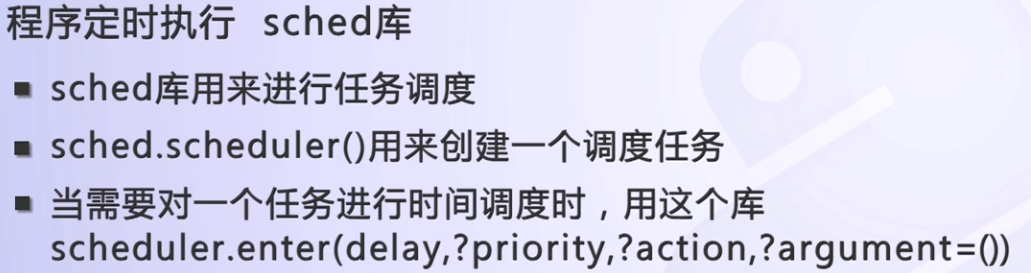 程序定时执行 sched库
■ sched库用来进行任务调度
■ sched.scheduler()用来创建一个调度任务
■ 当需要对一个任务进行时间调度时，用这个库
scheduler.enter(delay,?priority,?action,?argument=())